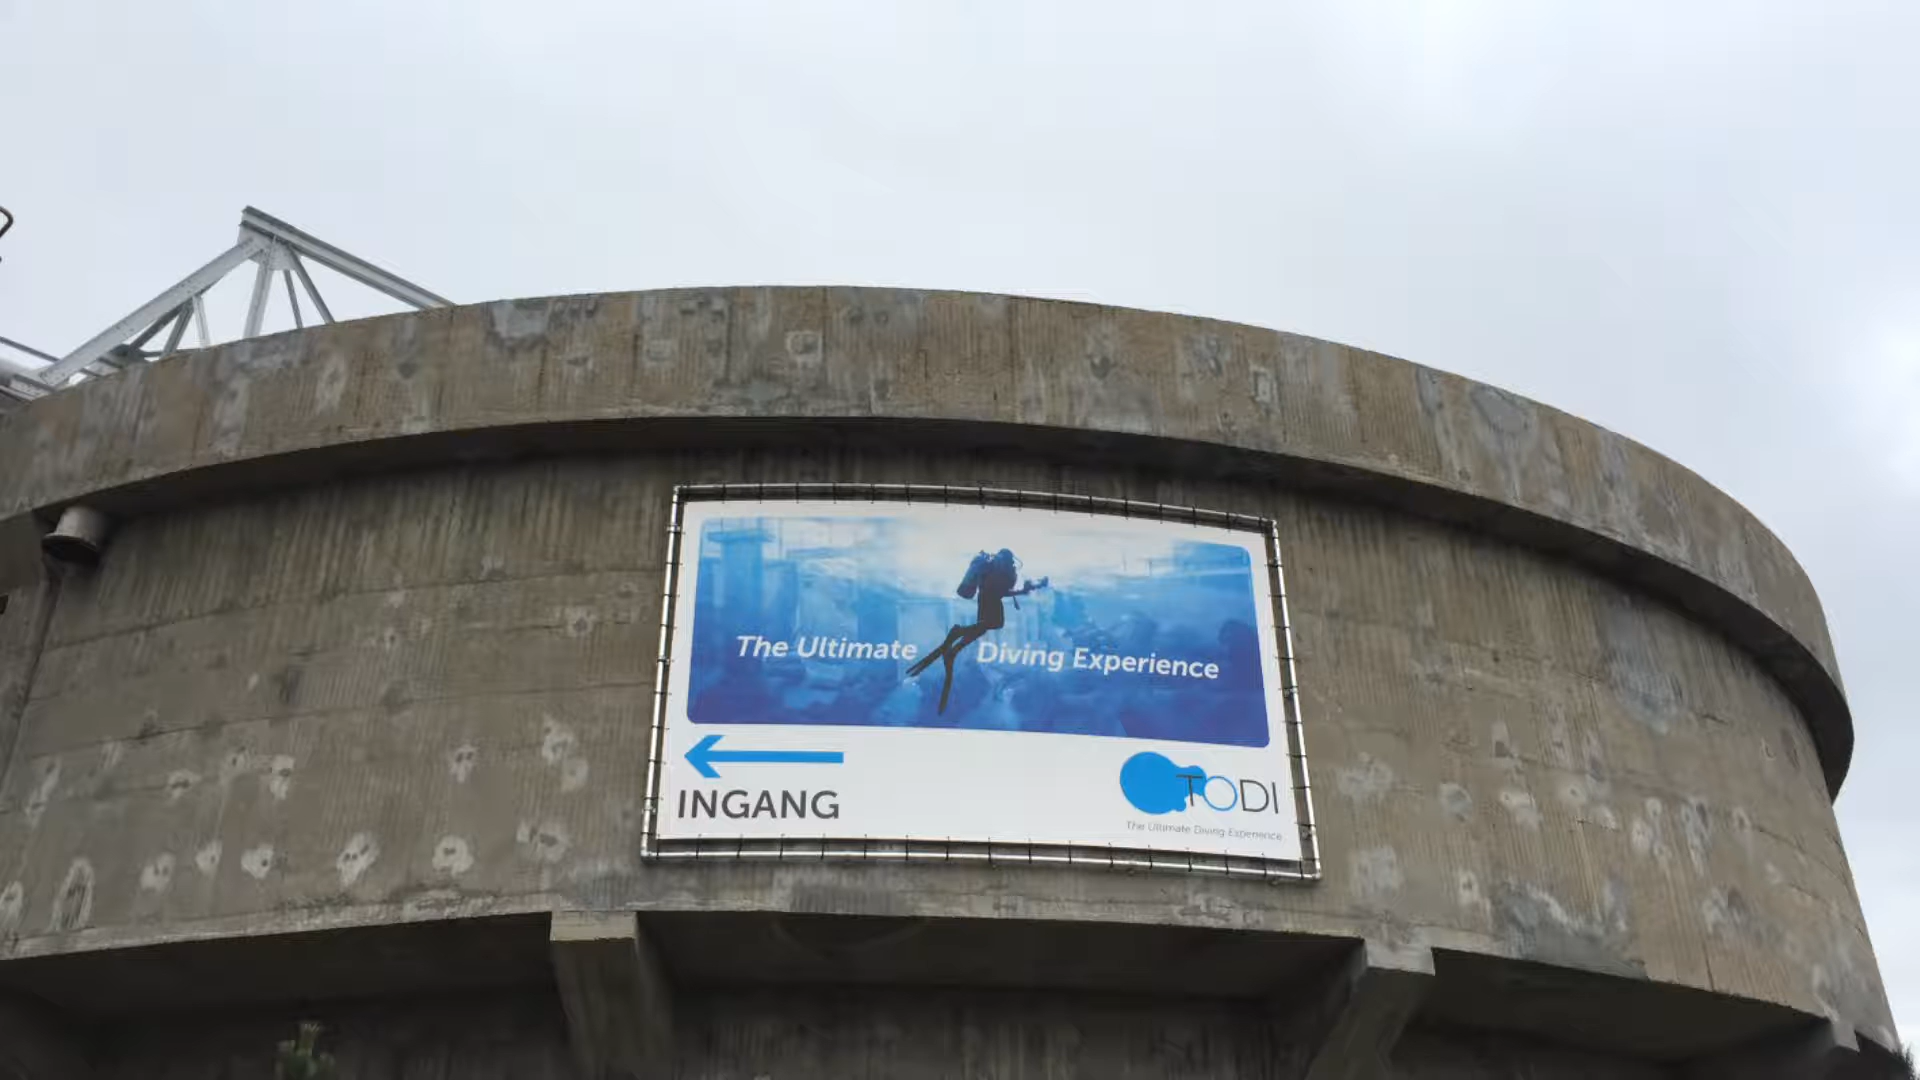 The Ultimate Diving Experience
INGANG
TODI
The Ultimate Diving Experience